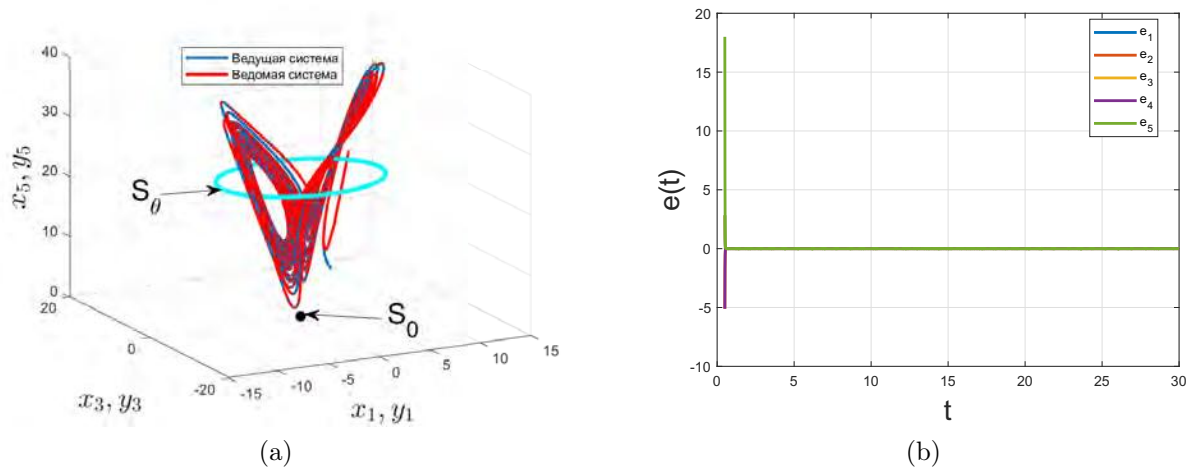 Ведущая система
Ведомая система
40
30
20
10
0
x₅, y₅
20
0
-20
x₃, y₃
-15
-10
-5
0
5
10
15
x₁, y₁
S_θ
S₀
(a)
20
15
10
5
0
-5
-10
e(t)
0
5
10
15
20
25
30
t
e₁
e₂
e₃
e₄
e₅
(b)